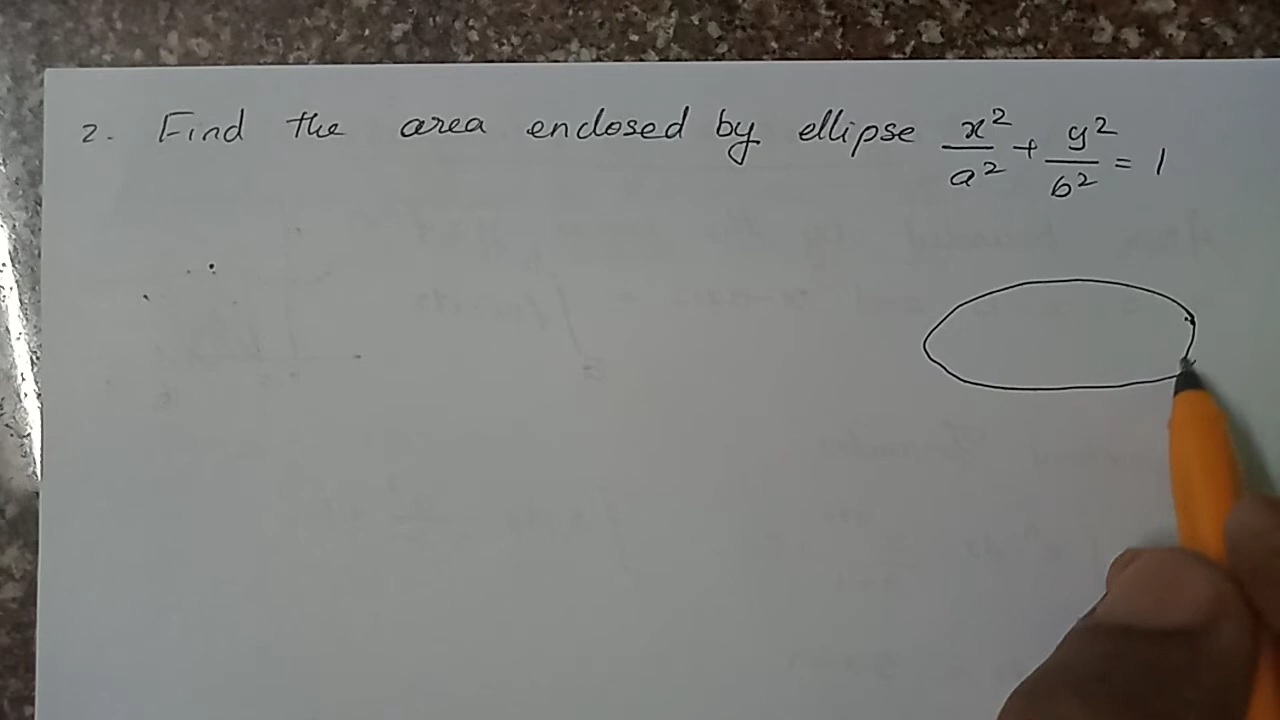 2. Find the area enclosed by ellipse x²/a² + y²/b² = 1